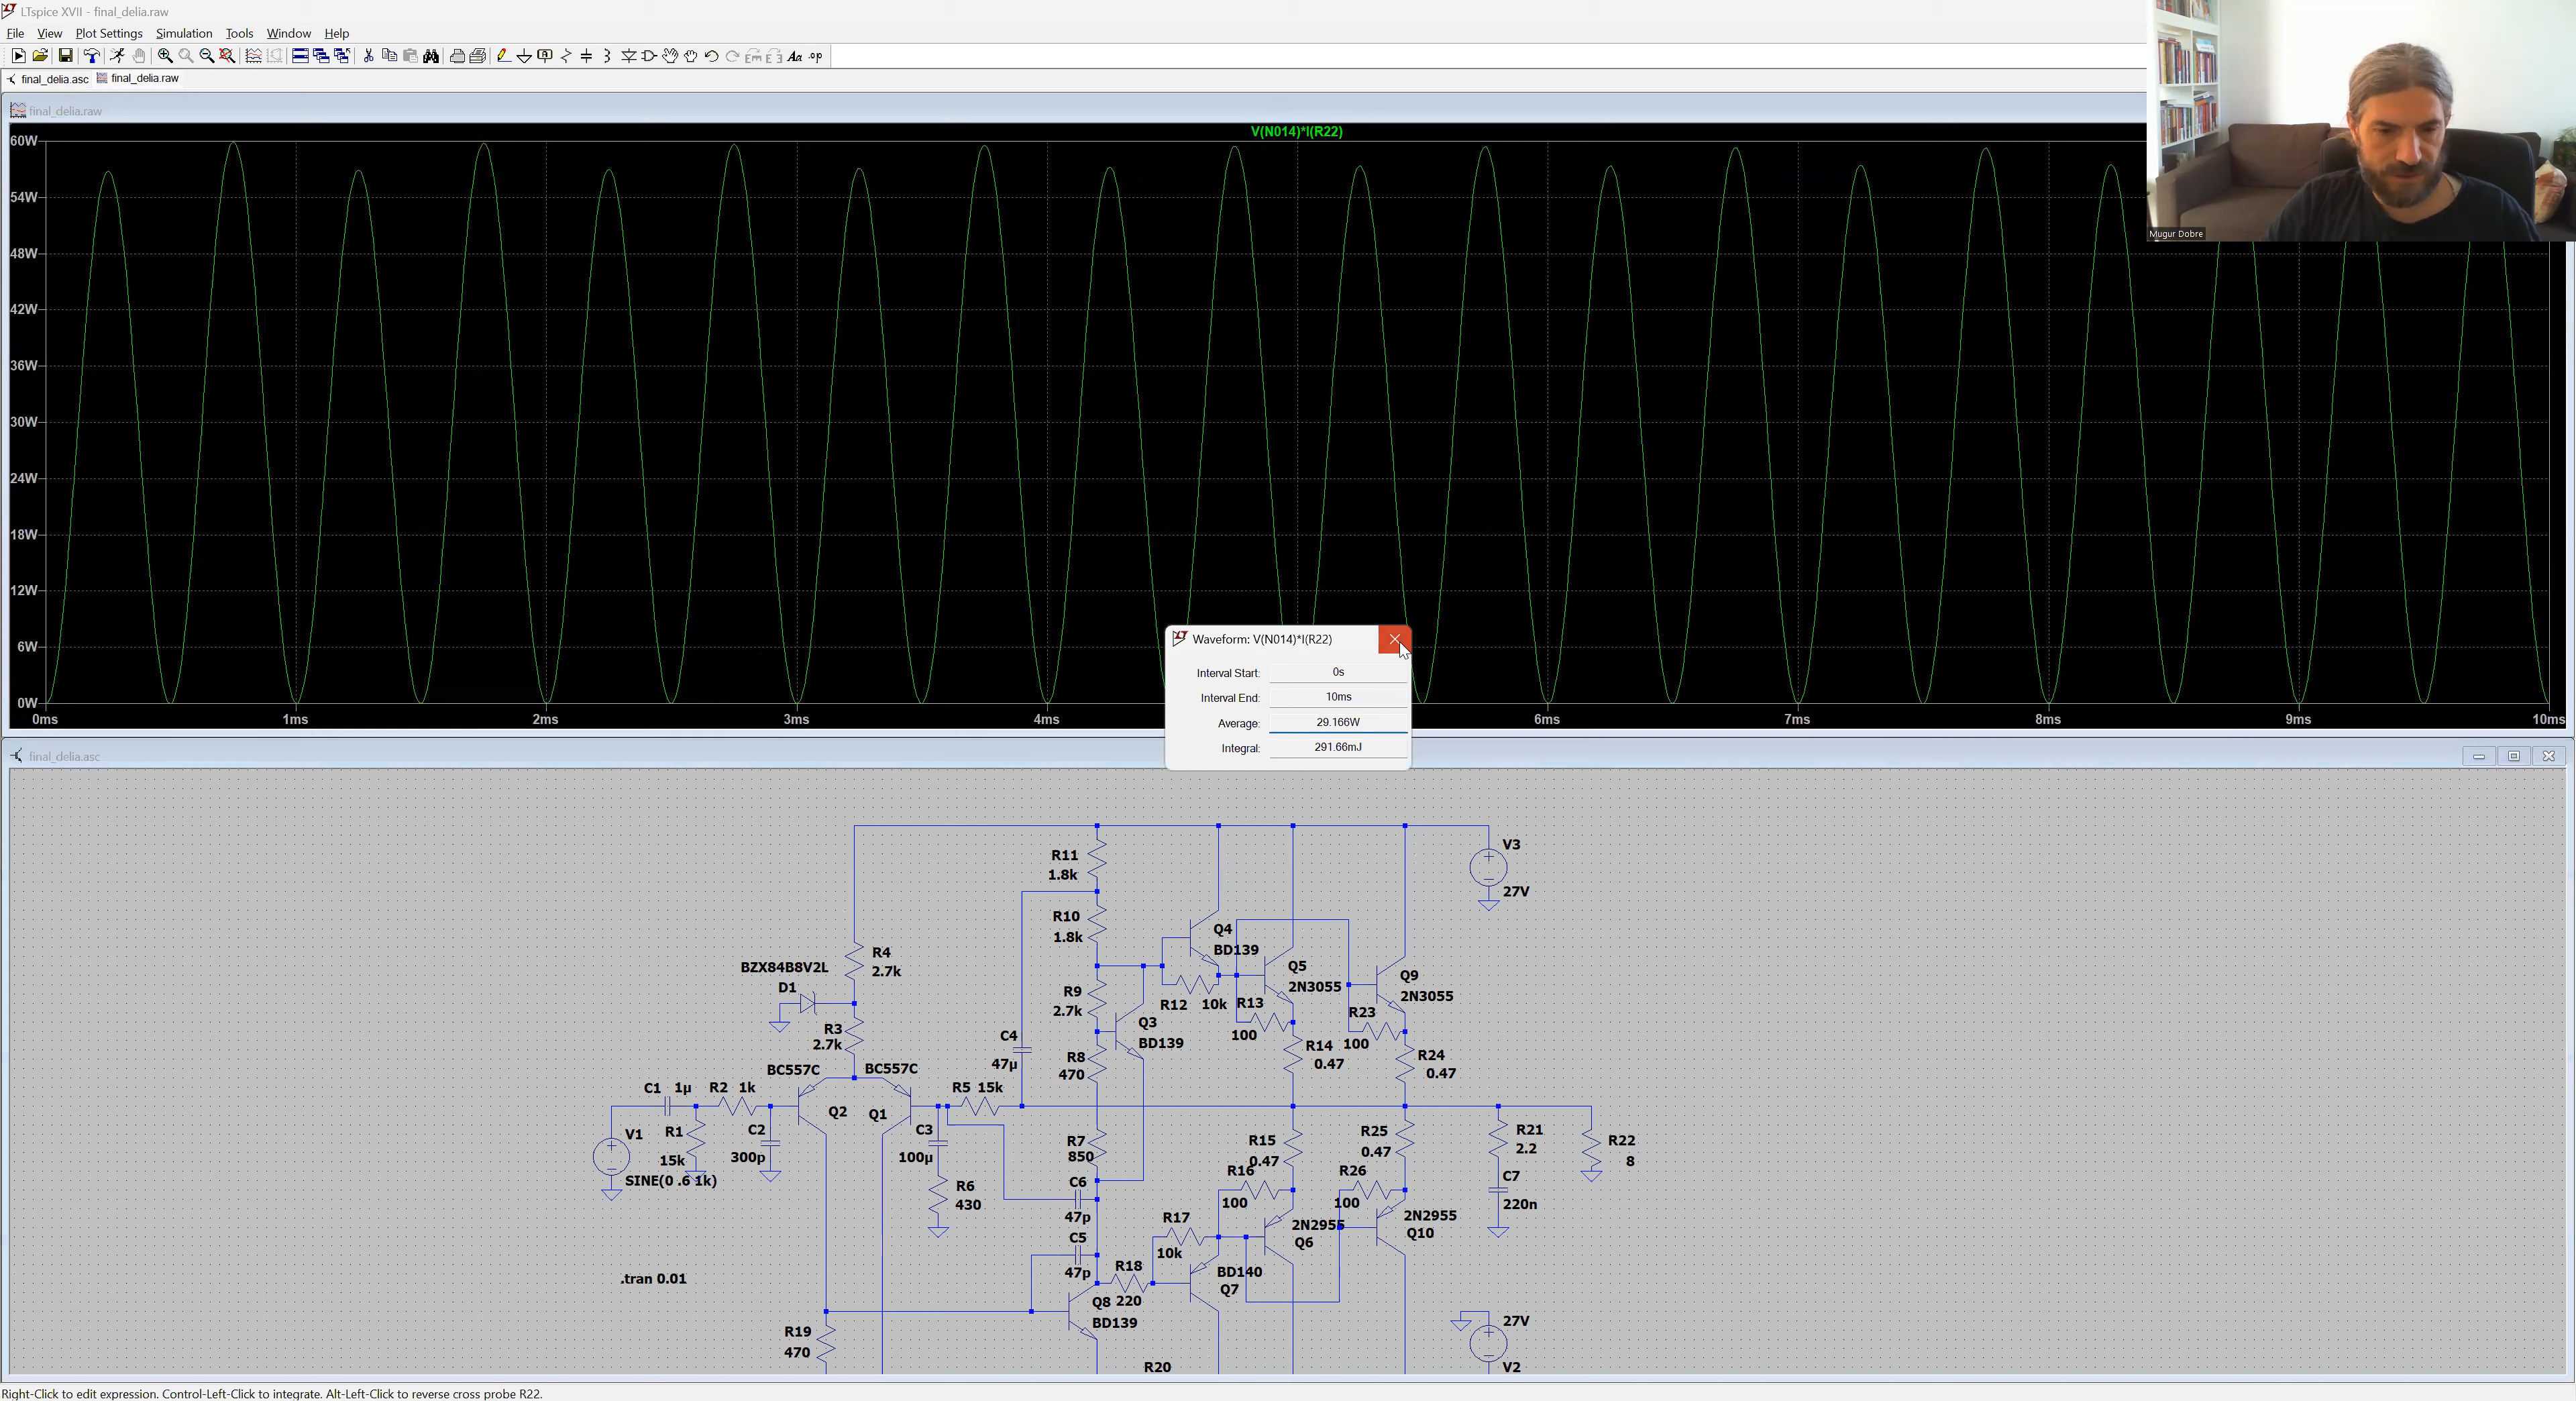 LTspice XVII - final_delia.raw
File View Plot Settings Simulation Tools Window Help
final_delia.asc final_delia.raw
final_delia.raw
V(N014)*I(R22)
60W
54W
48W
42W
36W
30W
24W
18W
12W
6W
0W
0ms 1ms 2ms 3ms 4ms 6ms 7ms 8ms 9ms 10ms
Mugur Dobre
Waveform: V(N014)*I(R22)
Interval Start: 0s
Interval End: 10ms
Average: 29.166W
Integral: 291.66mJ
final_delia.asc
R11
1.8k
V3
27V
R10
1.8k
Q4
BD139
R4
2.7k
BZX84B8V2L
D1
Q5
2N3055
Q9
2N3055
R9
2.7k
R12 10k
R13
100
R23
100
Q3
BD139
R3
2.7k
C4
47µ
R8
470
R14
0.47
R24
0.47
BC557C BC557C
C1 1µ R2 1k
R5 15k
Q2 Q1
V1
R1
15k
C2
300p
C3
100µ
SINE(0 .6 1k)
R6
430
R7
850
R15
0.47
R25
0.47
R21
2.2
R22
8
C6
47p
R16
100
R26
100
C7
220n
C5
47p
R17
10k
2N2955
Q6
2N2955
Q10
R18
220
BD140
Q7
.tran 0.01
Q8
BD139
R19
470
R20
27V
V2
Right-Click to edit expression. Control-Left-Click to integrate. Alt-Left-Click to reverse cross probe R22.